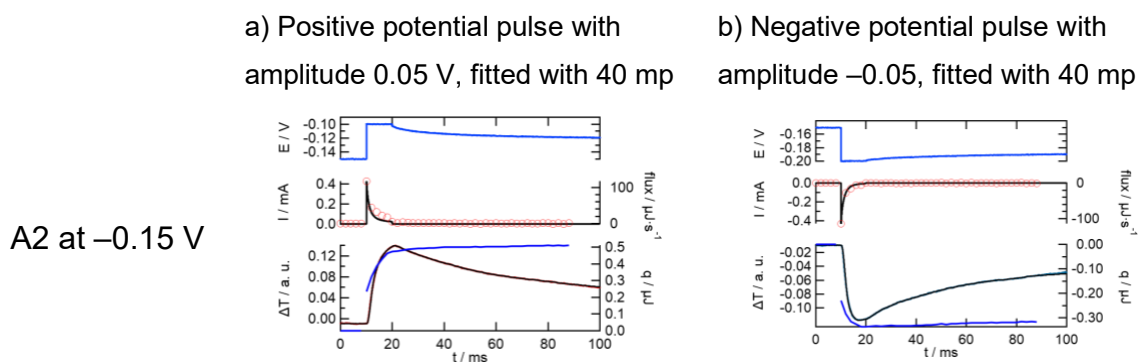 a) Positive potential pulse with
amplitude 0.05 V, fitted with 40 mp
b) Negative potential pulse with
amplitude –0.05, fitted with 40 mp
A2 at –0.15 V
E / V
-0.10
-0.12
-0.14
I / mA
0.4
0.2
0.0
100
0
flux / µJ·s⁻¹
ΔT / a. u.
0.12
0.08
0.04
0.00
0.5
0.4
0.3
0.2
0.1
0.0
q / µJ
0 20 40 60 80 100
t / ms
E / V
-0.16
-0.18
-0.20
I / mA
0.0
-0.2
-0.4
0
-100
flux / µJ·s⁻¹
ΔT / a. u.
-0.02
-0.04
-0.06
-0.08
-0.10
0.00
-0.10
-0.20
-0.30
q / µJ
0 20 40 60 80 100
t / ms